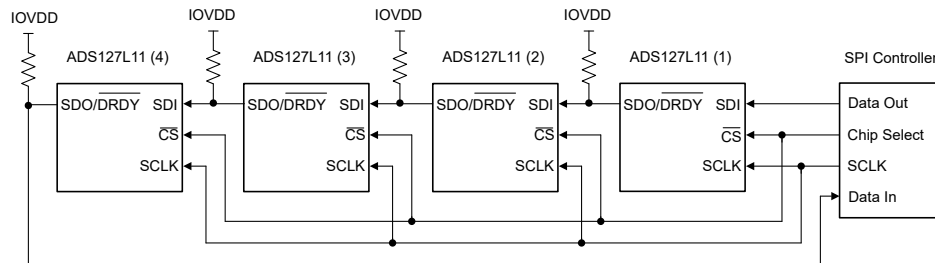 IOVDD IOVDD IOVDD IOVDD
ADS127L11 (4) ADS127L11 (3) ADS127L11 (2) ADS127L11 (1) SPI Controller
SDO/DRDY SDI SDO/DRDY SDI SDO/DRDY SDI SDO/DRDY SDI Data Out
CS CS CS CS Chip Select
SCLK SCLK SCLK SCLK SCLK
Data In